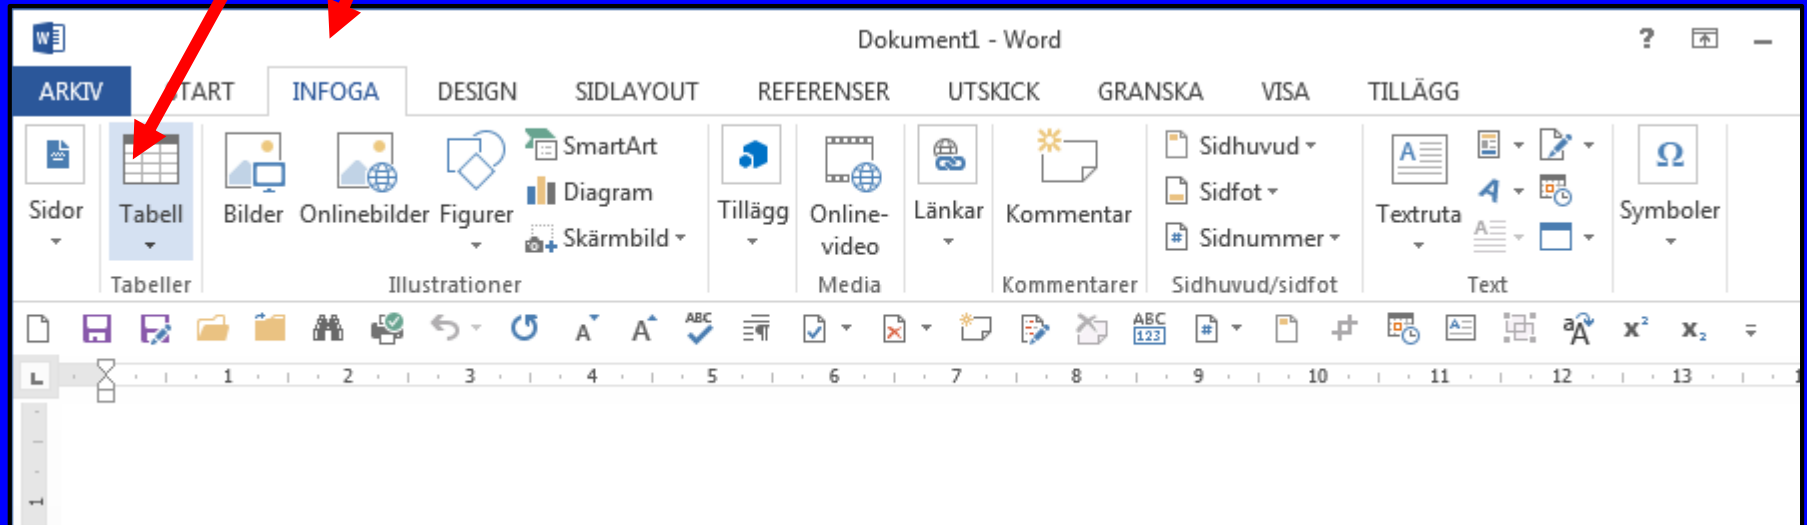 Dokument1 - Word ?
ARKIV START INFOGA DESIGN SIDLAYOUT REFERENSER UTSKICK GRANSKA VISA TILLÄGG
SmartArt Sidhuvud
Diagram Sidfot
Sidor Tabell Bilder Onlinebilder Figurer Tillägg Online- Länkar Kommentar Textruta Symboler
Skärmbild video Sidnummer
Tabeller Illustrationer Media Kommentarer Sidhuvud/sidfot Text
1 2 3 4 5 6 7 8 9 10 11 12 13
1